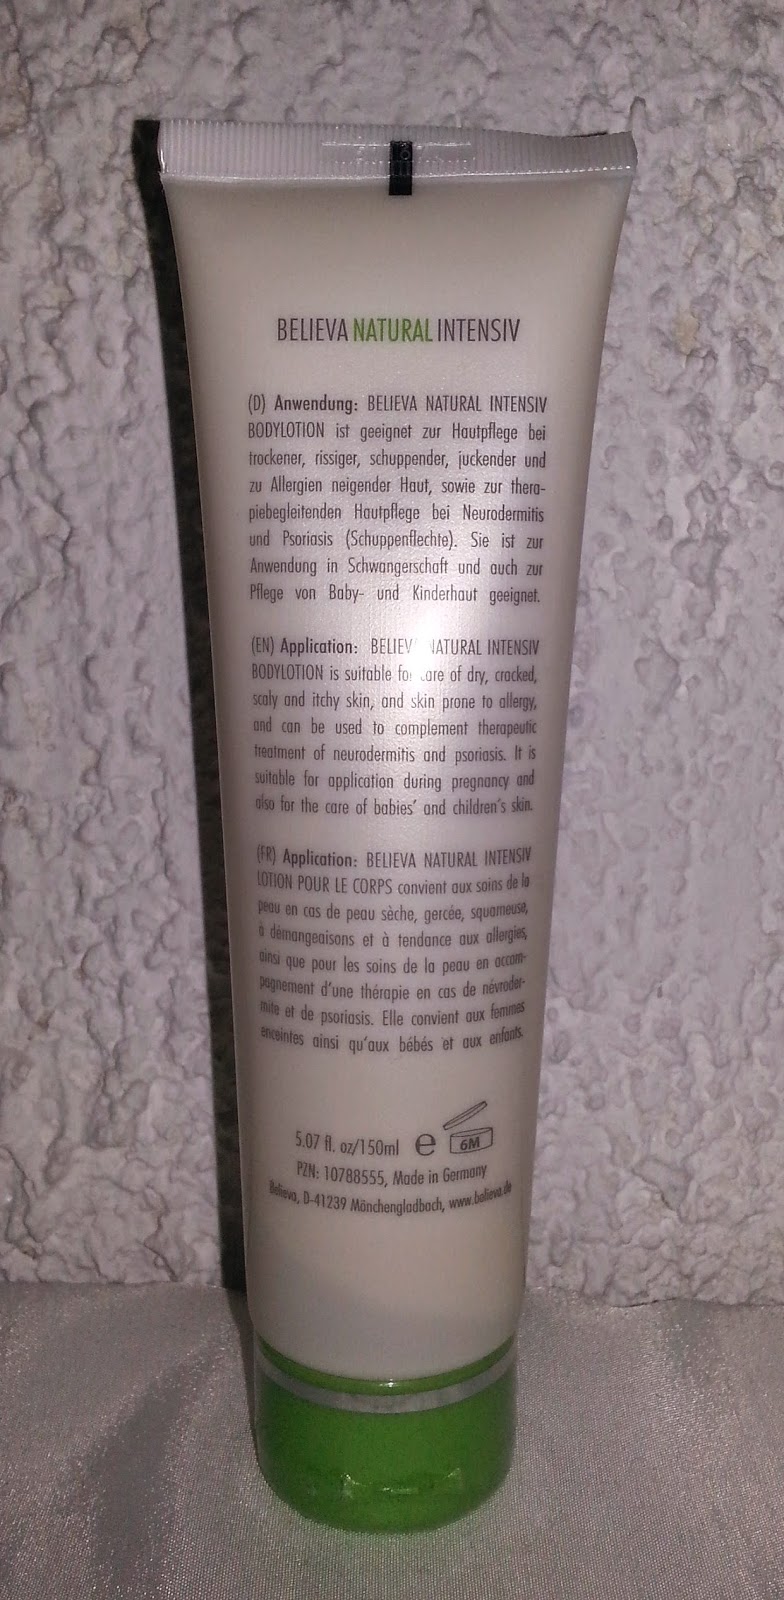 BELIEVA NATURAL INTENSIV
(D) Anwendung: BELIEVA NATURAL INTENSIV
BODYLOTION ist geeignet zur Hautpflege bei
trockener, rissiger, schuppender, juckender und
zu Allergien neigender Haut, sowie zur thera-
piebegleitenden Hautpflege bei Neurodermitis
und Psoriasis (Schuppenflechte). Sie ist zur
Anwendung in Schwangerschaft und auch zur
Pflege von Baby- und Kinderhaut geeignet.
(EN) Application: NATURAL INTENSIV
BODYLOTION is suitable for care of dry, cracked,
scaly and itchy skin, and skin prone to allergy,
and can be used to complement therapeutic
treatment of neurodermitis and psoriasis. It is
suitable for application during pregnancy and
also for the care of babies' and children's skin.
(FR) Application: BELIEVA NATURAL INTENSIV
LOTION POUR LE CORPS convient aux soins de la
peau en cas de peau sèche, gercée, squameuse,
à démangeaisons et à tendance aux allergies,
ainsi que pour les soins de la peau en accom-
pagnement d'une thérapie en cas de névroder-
mite et de psoriasis. Elle convient aux femmes
enceintes ainsi qu'aux bébés et aux enfants.
5.07 fl. oz/150ml e 6M
PZN: 10788555, Made in Germany
Believa, D-41239 Mönchengladbach, www.believa.de